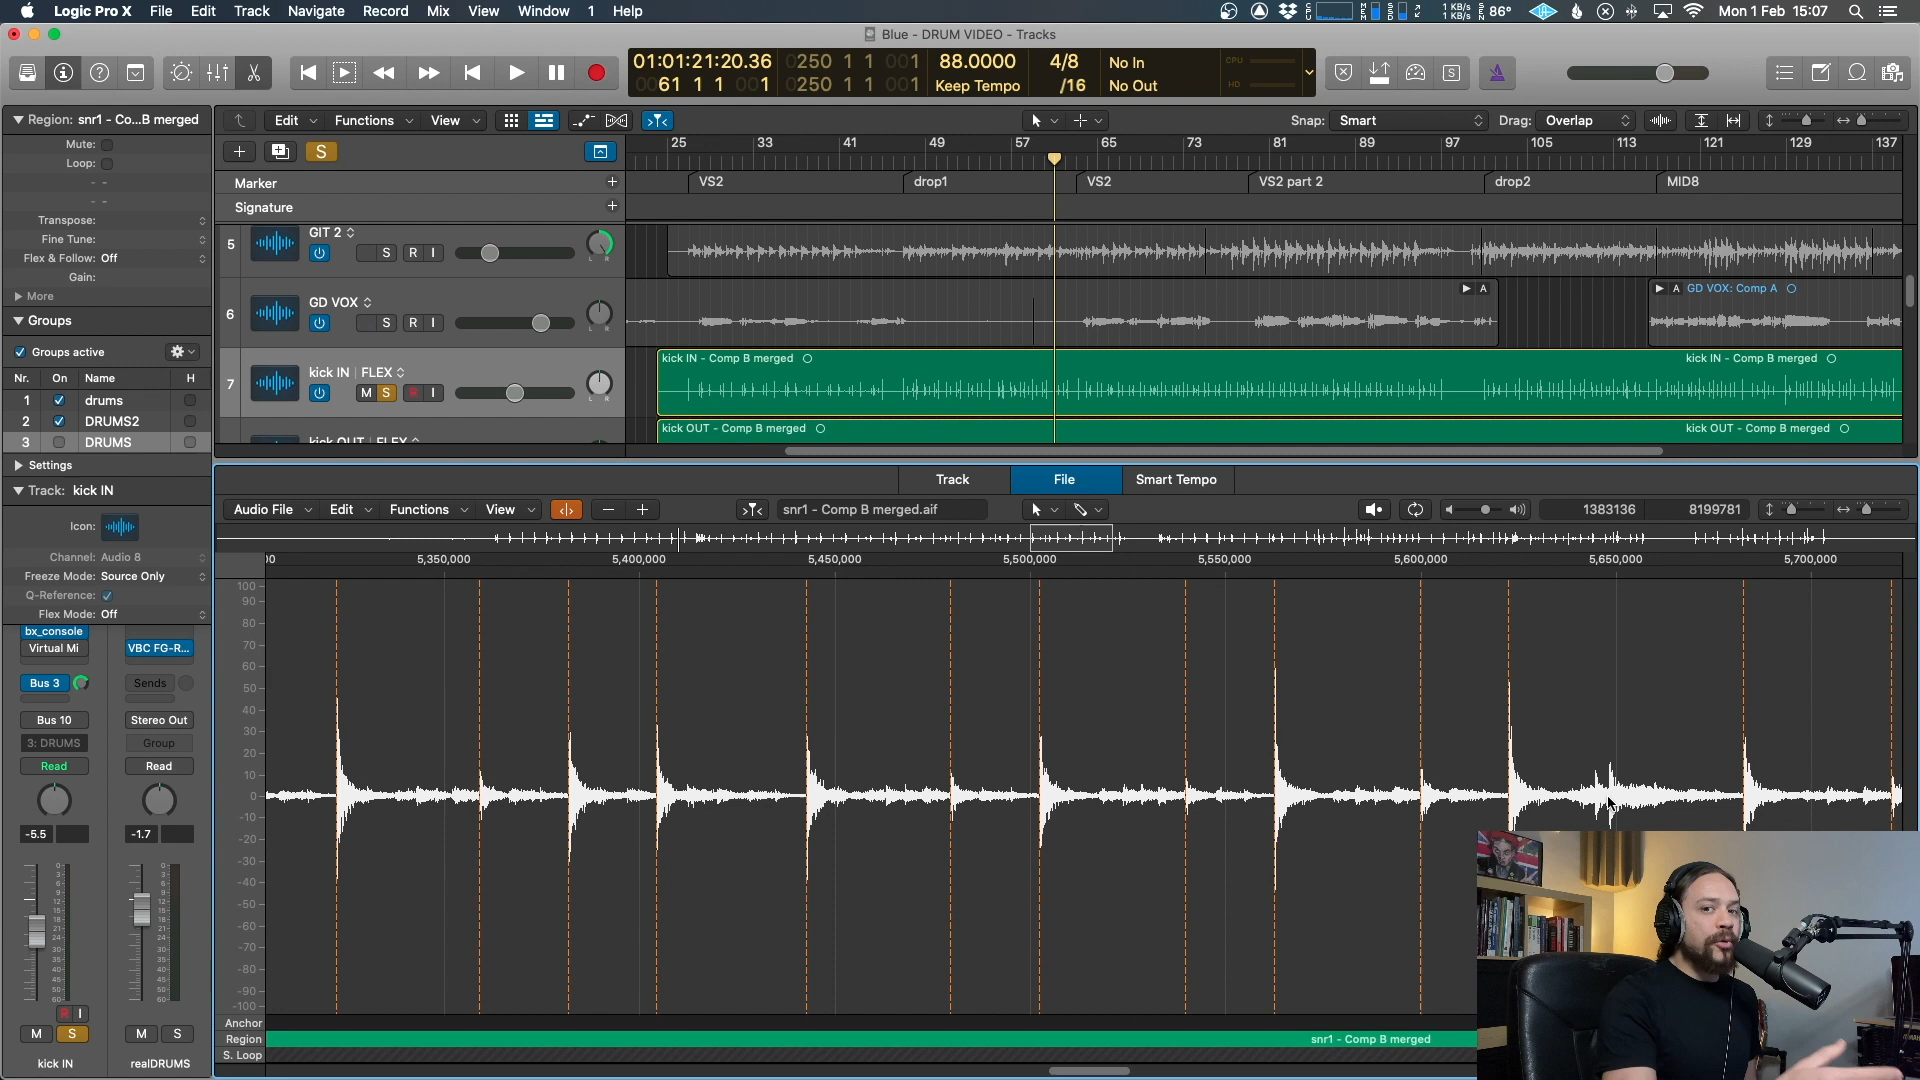 Logic Pro X File Edit Track Navigate Record Mix View Window 1 Help
1 KB/s 1 KB/s 86° Mon 1 Feb 15:07
Blue - DRUM VIDEO - Tracks
01:01:21:20.36 0250 1 1 001 88.0000 4/8 No In CPU
0061 1 1 001 0250 1 1 001 Keep Tempo /16 No Out HD
Region: snr1 - Co...B merged
Mute:
Loop:
Transpose:
Fine Tune:
Flex & Follow: Off
Gain:
More
Groups
Groups active
Nr. On Name H
1 drums
2 DRUMS2
3 DRUMS
Settings
Track: kick IN
Icon:
Channel: Audio 8
Freeze Mode: Source Only
Q-Reference:
Flex Mode: Off
bx_console
Virtual Mi VBC FG-R...
Bus 3 Sends
Bus 10 Stereo Out
3: DRUMS Group
Read Read
-5.5 -1.7
R I
M S M S
kick IN realDRUMS
Edit Functions View Snap: Smart Drag: Overlap
S
25 33 41 49 57 65 73 81 89 97 105 113 121 129 137
Marker VS2 drop1 VS2 VS2 part 2 drop2 MID8
Signature
5 GIT 2
S R I
6 GD VOX A A GD VOX: Comp A
S R I
7 kick IN | FLEX kick IN - Comp B merged kick IN - Comp B merged
M S R I
kick OUT | FLEX kick OUT - Comp B merged kick OUT - Comp B merged
Track File Smart Tempo
Audio File Edit Functions View snr1 - Comp B merged.aif 1383136 8199781
5,350,000 5,400,000 5,450,000 5,500,000 5,550,000 5,600,000 5,650,000 5,700,000
100
90
80
70
60
50
40
30
20
10
0
-10
-20
-30
-40
-50
-60
-70
-80
-90
-100
Anchor
Region snr1 - Comp B merged
S. Loop